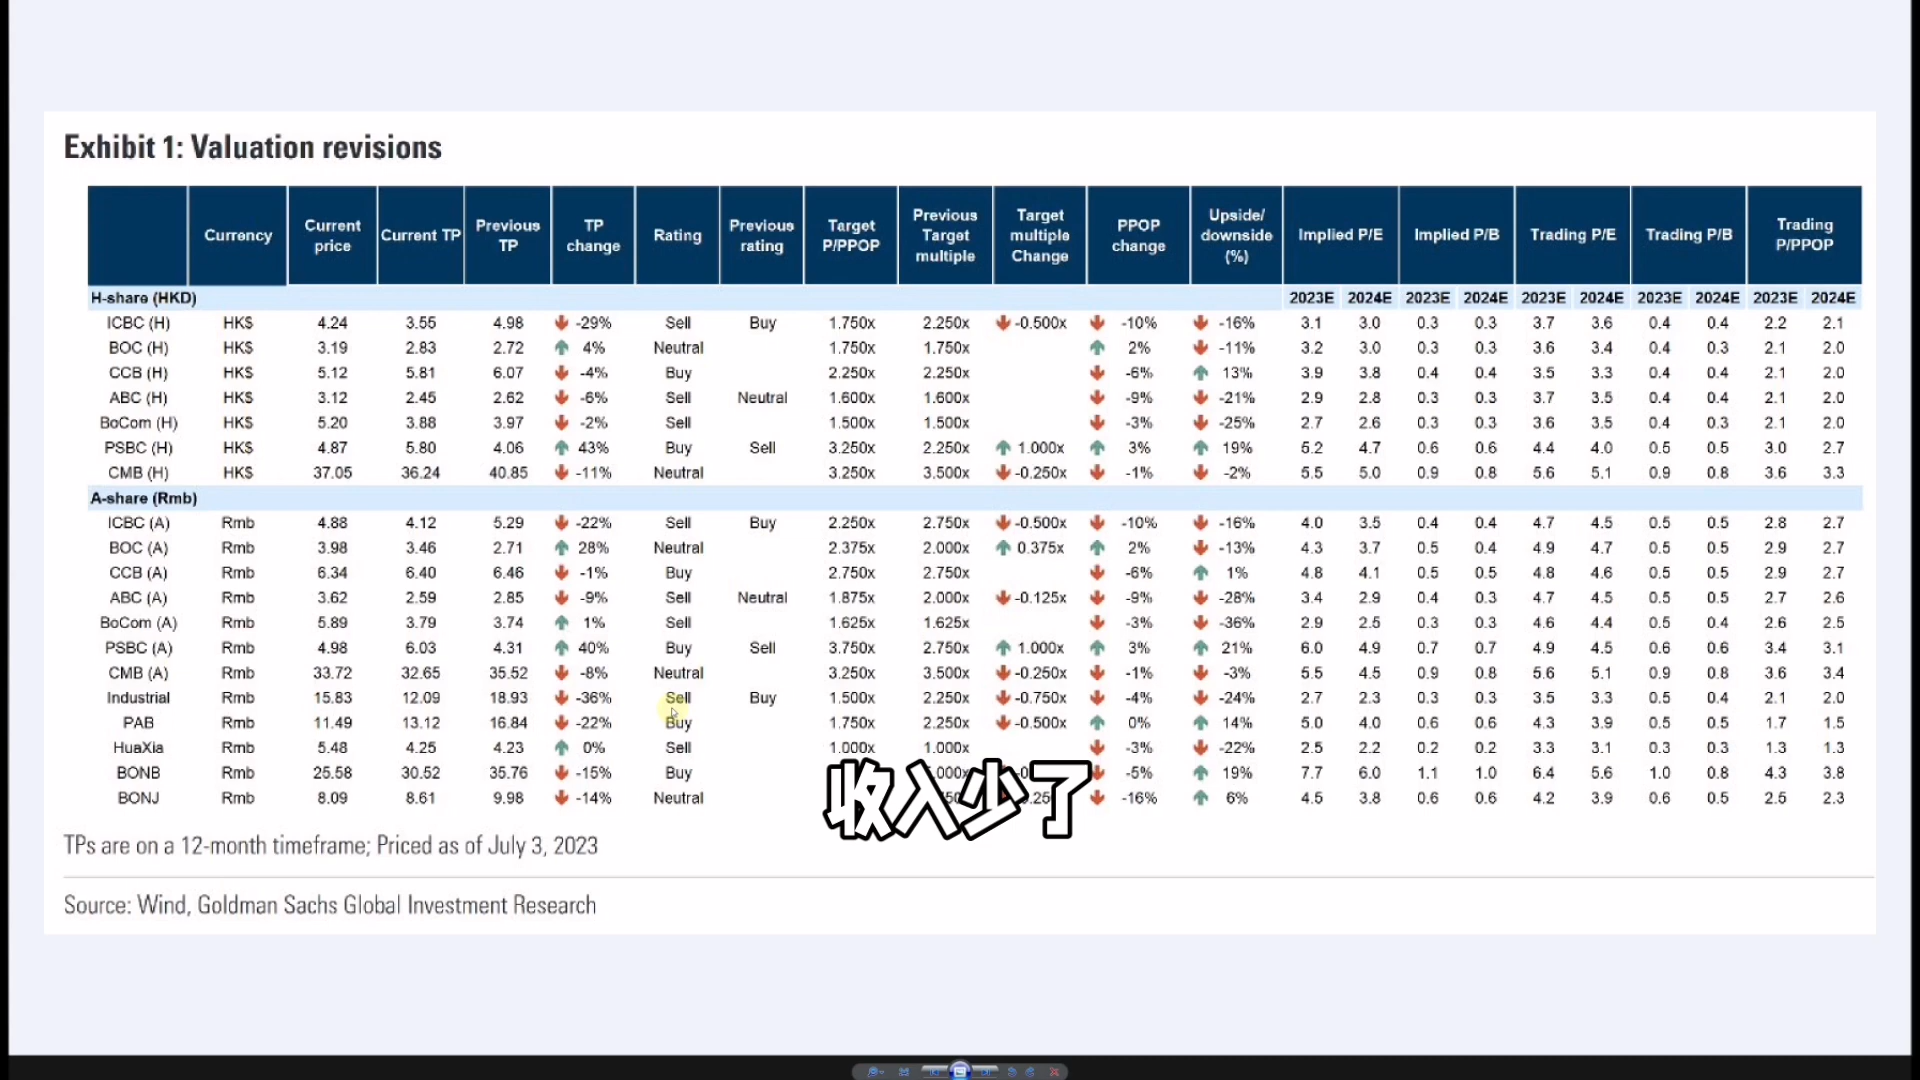 Exhibit 1: Valuation revisions
Currency Current price Current TP Previous TP TP change Rating Previous rating Target P/PPOP Previous Target multiple Target multiple Change PPOP change Upside/ downside (%) Implied P/E Implied P/B Trading P/E Trading P/B Trading P/PPOP
H-share (HKD) 2023E 2024E 2023E 2024E 2023E 2024E 2023E 2024E 2023E 2024E
ICBC (H) HK$ 4.24 3.55 4.98 -29% Sell Buy 1.750x 2.250x -0.500x -10% -16% 3.1 3.0 0.3 0.3 3.7 3.6 0.4 0.4 2.2 2.1
BOC (H) HK$ 3.19 2.83 2.72 4% Neutral 1.750x 1.750x 2% -11% 3.2 3.0 0.3 0.3 3.6 3.4 0.4 0.3 2.1 2.0
CCB (H) HK$ 5.12 5.81 6.07 -4% Buy 2.250x 2.250x -6% 13% 3.9 3.8 0.4 0.4 3.5 3.3 0.4 0.4 2.1 2.0
ABC (H) HK$ 3.12 2.45 2.62 -6% Sell Neutral 1.600x 1.600x -9% -21% 2.9 2.8 0.3 0.3 3.7 3.5 0.4 0.4 2.1 2.0
BoCom (H) HK$ 5.20 3.88 3.97 -2% Sell 1.500x 1.500x -3% -25% 2.7 2.6 0.3 0.3 3.6 3.5 0.4 0.3 2.1 2.0
PSBC (H) HK$ 4.87 5.80 4.06 43% Buy Sell 3.250x 2.250x 1.000x 3% 19% 5.2 4.7 0.6 0.6 4.4 4.0 0.5 0.5 3.0 2.7
CMB (H) HK$ 37.05 36.24 40.85 -11% Neutral 3.250x 3.500x -0.250x -1% -2% 5.5 5.0 0.9 0.8 5.6 5.1 0.9 0.8 3.6 3.3
A-share (Rmb)
ICBC (A) Rmb 4.88 4.12 5.29 -22% Sell Buy 2.250x 2.750x -0.500x -10% -16% 4.0 3.5 0.4 0.4 4.7 4.5 0.5 0.5 2.8 2.7
BOC (A) Rmb 3.98 3.46 2.71 28% Neutral 2.375x 2.000x 0.375x 2% -13% 4.3 3.7 0.5 0.4 4.9 4.7 0.5 0.5 2.9 2.7
CCB (A) Rmb 6.34 6.40 6.46 -1% Buy 2.750x 2.750x -6% 1% 4.8 4.1 0.5 0.5 4.8 4.6 0.5 0.5 2.9 2.7
ABC (A) Rmb 3.62 2.59 2.85 -9% Sell Neutral 1.875x 2.000x -0.125x -9% -28% 3.4 2.9 0.4 0.3 4.7 4.5 0.5 0.5 2.7 2.6
BoCom (A) Rmb 5.89 3.79 3.74 1% Sell 1.625x 1.625x -3% -36% 2.9 2.5 0.3 0.3 4.6 4.4 0.5 0.4 2.6 2.5
PSBC (A) Rmb 4.98 6.03 4.31 40% Buy Sell 3.750x 2.750x 1.000x 3% 21% 6.0 4.9 0.7 0.7 4.9 4.5 0.6 0.6 3.4 3.1
CMB (A) Rmb 33.72 32.65 35.52 -8% Neutral 3.250x 3.500x -0.250x -1% -3% 5.5 4.5 0.9 0.8 5.6 5.1 0.9 0.8 3.6 3.4
Industrial Rmb 15.83 12.09 18.93 -36% Sell Buy 1.500x 2.250x -0.750x -4% -24% 2.7 2.3 0.3 0.3 3.5 3.3 0.5 0.4 2.1 2.0
PAB Rmb 11.49 13.12 16.84 -22% Buy 1.750x 2.250x -0.500x 0% 14% 5.0 4.0 0.6 0.6 4.3 3.9 0.5 0.5 1.7 1.5
HuaXia Rmb 5.48 4.25 4.23 0% Sell 1.000x 1.000x -3% -22% 2.5 2.2 0.2 0.2 3.3 3.1 0.3 0.3 1.3 1.3
BONB Rmb 25.58 30.52 35.76 -15% Buy -5% 19% 7.7 6.0 1.1 1.0 6.4 5.6 1.0 0.8 4.3 3.8
BONJ Rmb 8.09 8.61 9.98 -14% Neutral -16% 6% 4.5 3.8 0.6 0.6 4.2 3.9 0.6 0.5 2.5 2.3
收入少了
TPs are on a 12-month timeframe; Priced as of July 3, 2023
Source: Wind, Goldman Sachs Global Investment Research